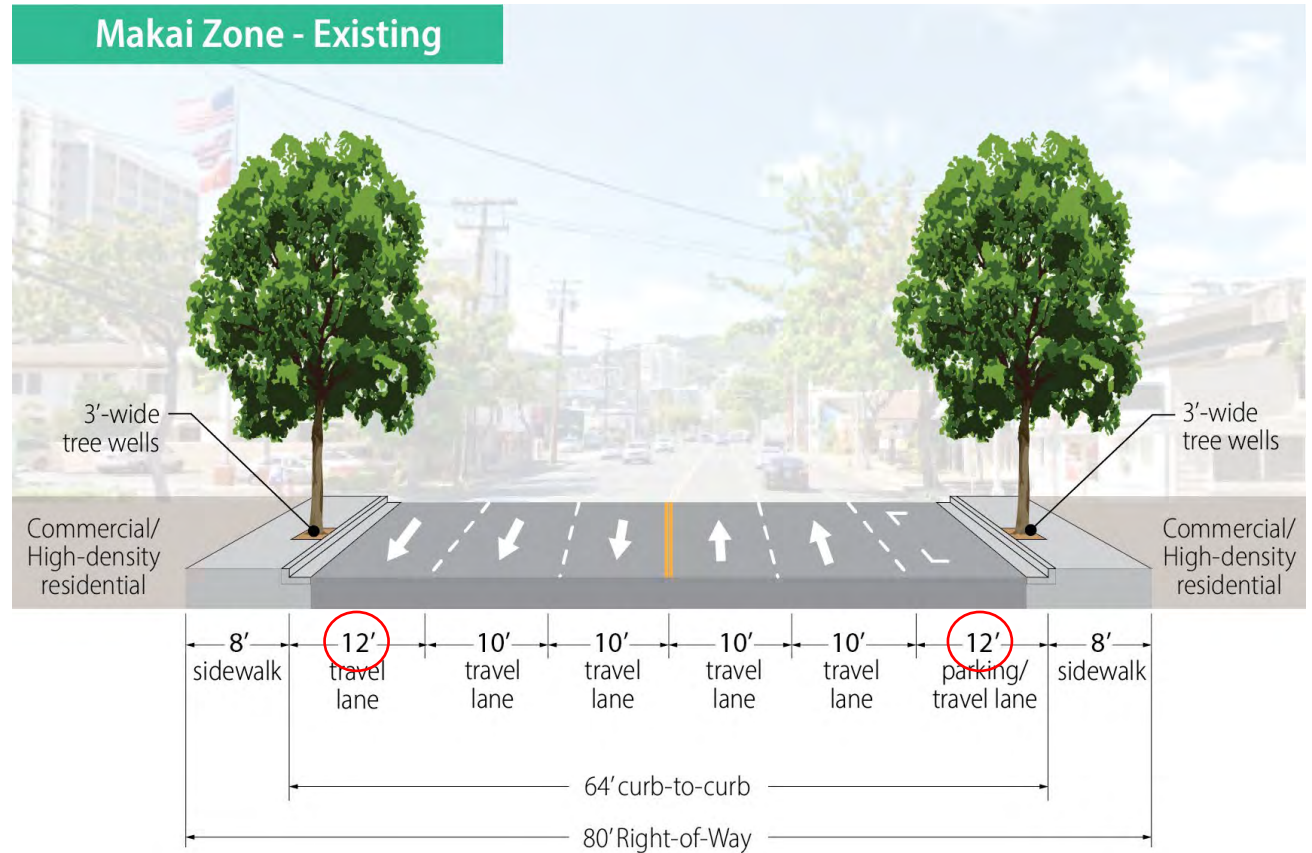 Makai Zone - Existing
3’-wide
tree wells
3’-wide
tree wells
Commercial/
High-density
residential
Commercial/
High-density
residential
8’
sidewalk
12’
travel
lane
10’
travel
lane
10’
travel
lane
10’
travel
lane
10’
travel
lane
12’
parking/
travel lane
8’
sidewalk
64’ curb-to-curb
80’ Right-of-Way